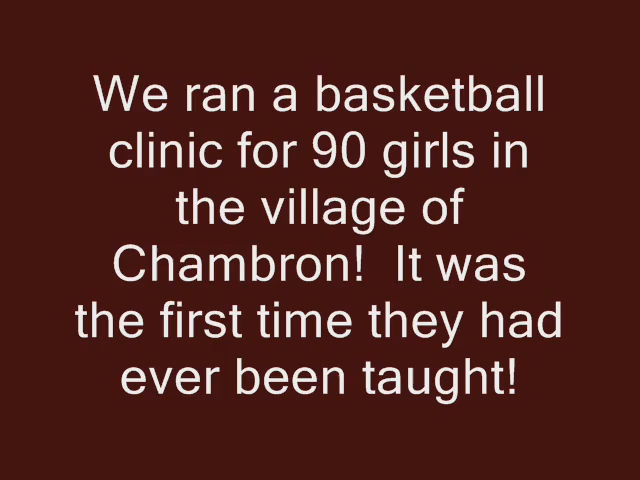 We ran a basketball
clinic for 90 girls in
the village of
Chambron!  It was
the first time they had
ever been taught!